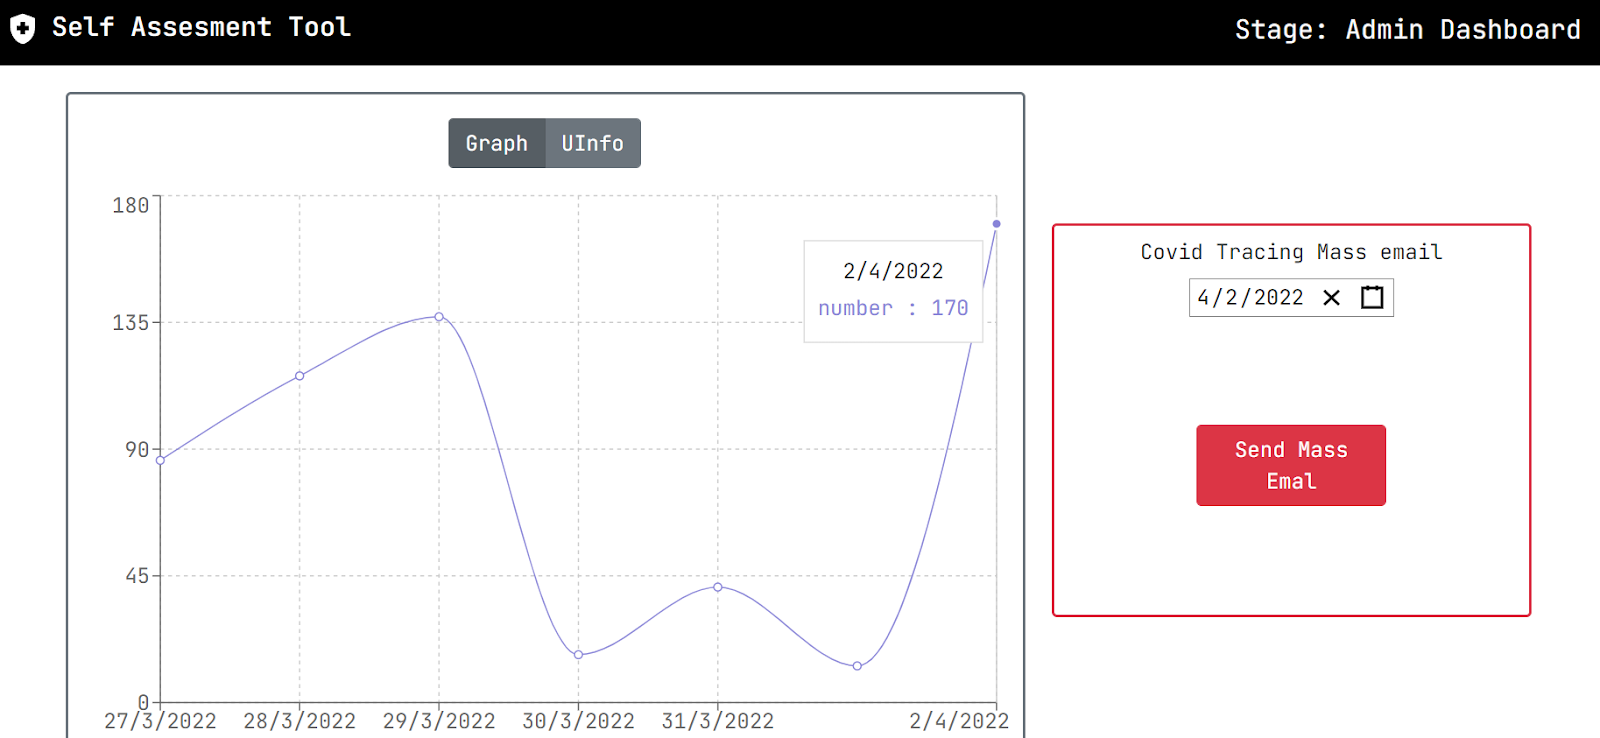 Self Assesment Tool
Stage: Admin Dashboard
Graph
UInfo
180
135
90
45
0
27/3/2022
28/3/2022
29/3/2022
30/3/2022
31/3/2022
2/4/2022
2/4/2022
number : 170
Covid Tracing Mass email
4/2/2022
Send Mass
Emal